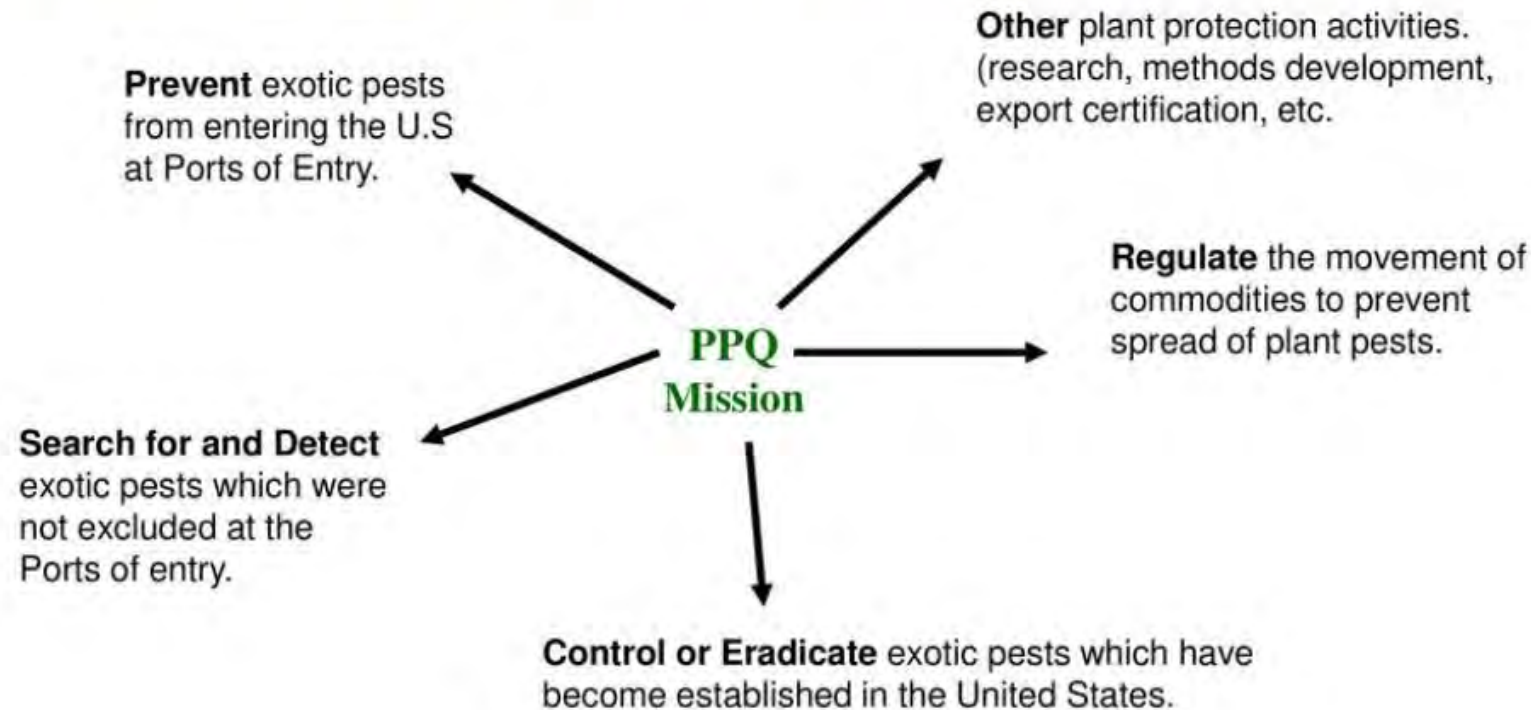 Other plant protection activities.
(research, methods development,
export certification, etc.
Prevent exotic pests
from entering the U.S
at Ports of Entry.
Regulate the movement of
commodities to prevent
spread of plant pests.
PPQ
Mission
Search for and Detect
exotic pests which were
not excluded at the
Ports of entry.
Control or Eradicate exotic pests which have
become established in the United States.